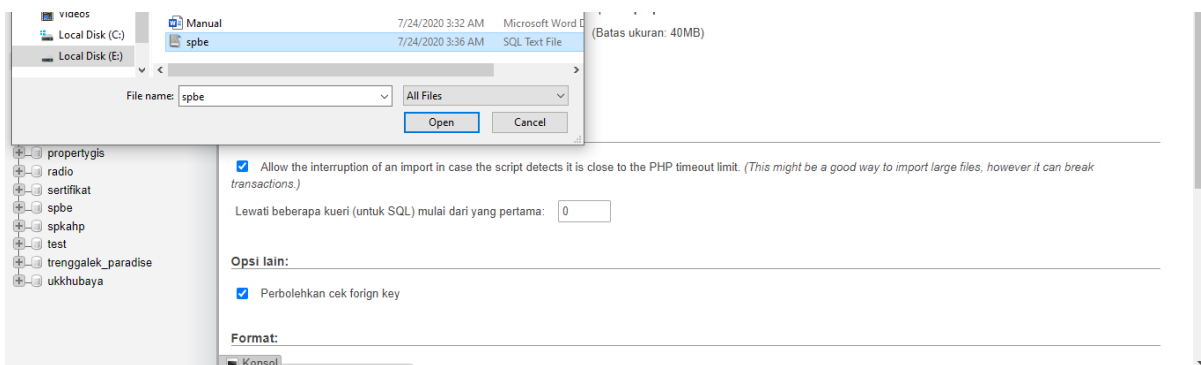 Videos
Local Disk (C:)
Local Disk (E:)
Manual 7/24/2020 3:32 AM Microsoft Word D
spbe 7/24/2020 3:36 AM SQL Text File
(Batas ukuran: 40MB)
File name: spbe All Files
Open Cancel
propertygis
radio
sertifikat
spbe
spkahp
test
trenggalek_paradise
ukkhubaya
Allow the interruption of an import in case the script detects it is close to the PHP timeout limit. (This might be a good way to import large files, however it can break
transactions.)
Lewati beberapa kueri (untuk SQL) mulai dari yang pertama: 0
Opsi lain:
Perbolehkan cek forign key
Format:
Konsol